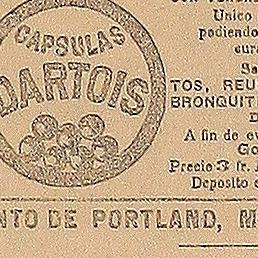 CAPSULAS
DARTOIS
Unico
pudiendo
cura
TOS, REU
BRONQUIT
A fin de ev
Precio 3 fr.
Deposito
NTO DE PORTLAND, M